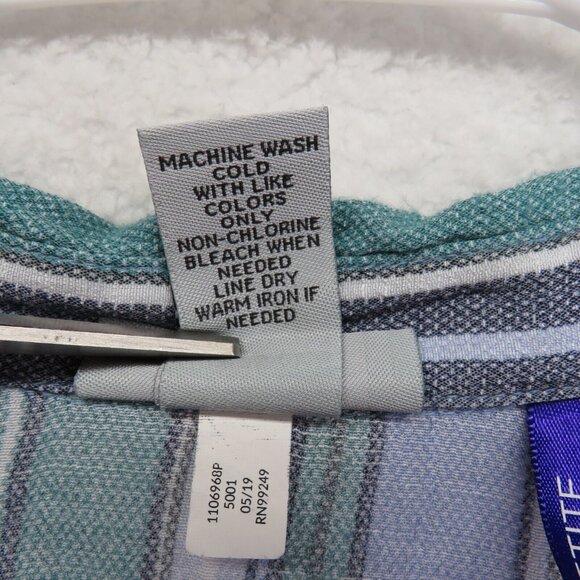 MACHINE WASH
COLD
WITH LIKE
COLORS
ONLY
NON-CHLORINE
BLEACH WHEN
NEEDED
LINE DRY
WARM IRON IF
NEEDED
1106968P
5001
05/19
RN99249
TITE